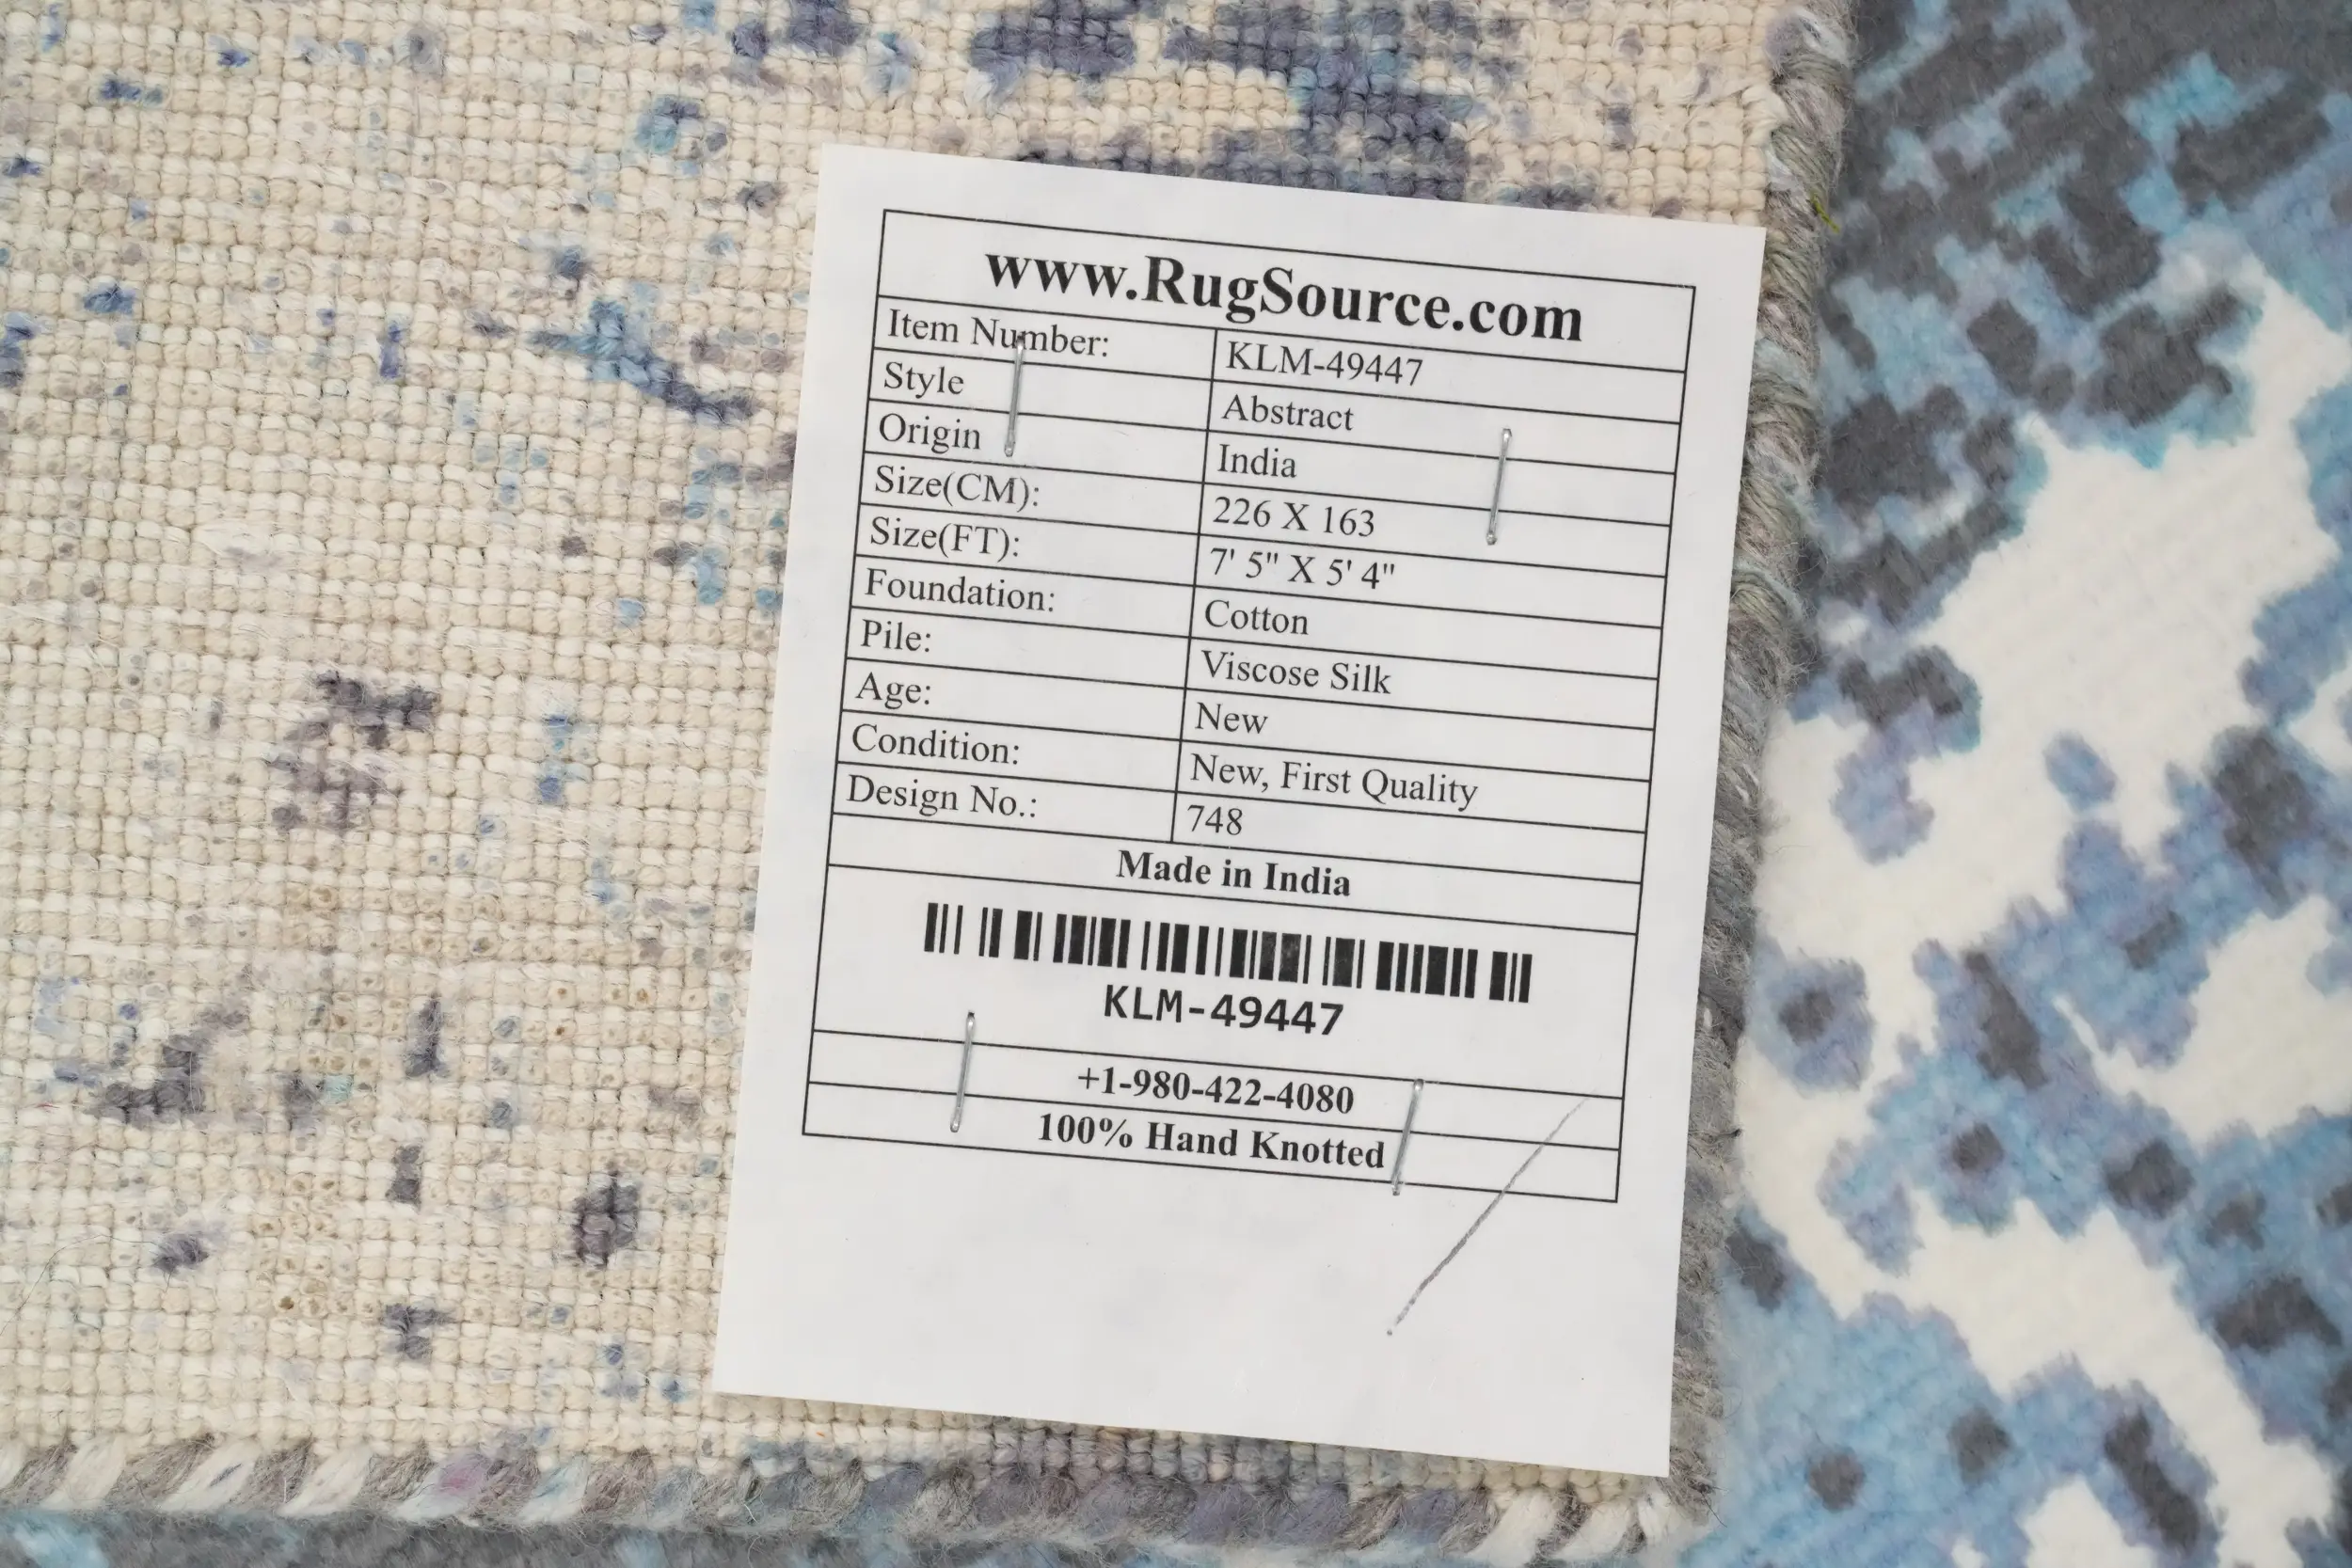 www.RugSource.com
Item Number: KLM-49447
Style Abstract
Origin India
Size(CM): 226 X 163
Size(FT): 7' 5" X 5' 4"
Foundation: Cotton
Pile: Viscose Silk
Age: New
Condition: New, First Quality
Design No.: 748
Made in India
KLM-49447
+1-980-422-4080
100% Hand Knotted